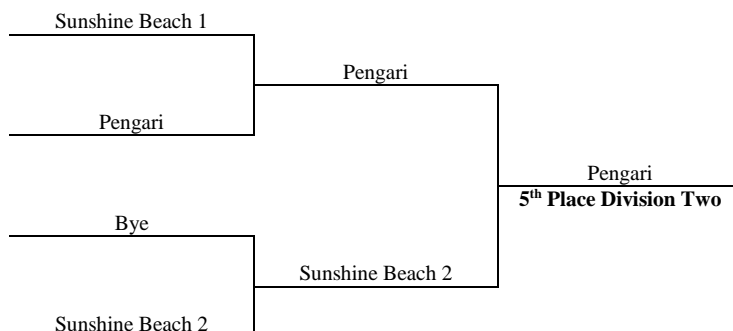 Sunshine Beach 1
Pengari
Pengari
Pengari
5th Place Division Two
Bye
Sunshine Beach 2
Sunshine Beach 2